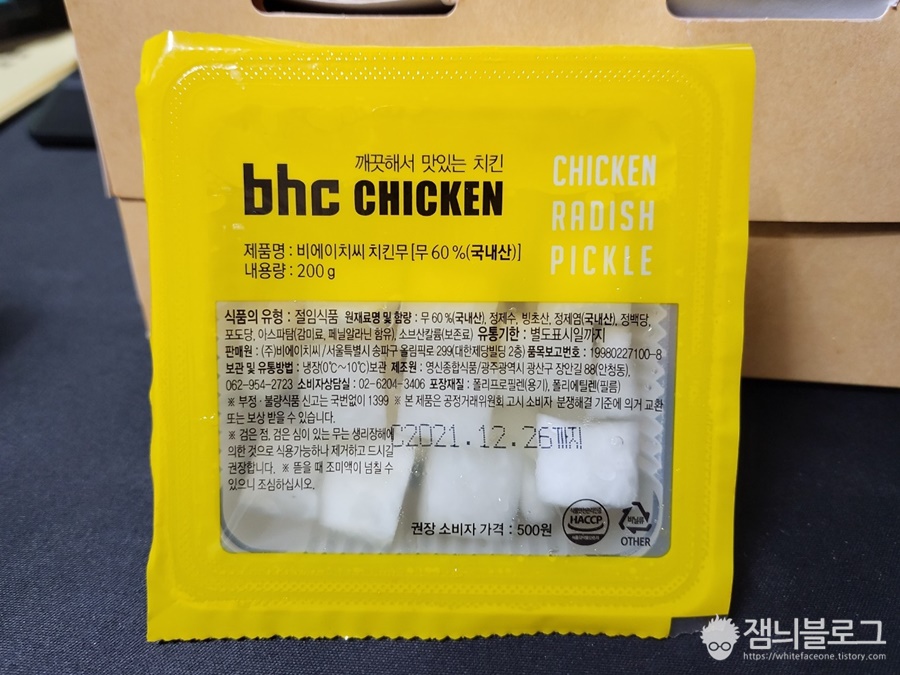 깨끗해서 맛있는 치킨
bhc CHICKEN
CHICKEN
RADISH
PICKLE
제품명 : 비에이치씨 치킨무 [무 60 %(국내산)]
내용량 : 200 g
식품의 유형 : 절임식품 원재료명 및 함량 : 무 60 %(국내산), 정제수, 빙초산, 정제염(국내산), 정백당,
포도당, 아스파탐(감미료, 페닐알라닌 함유), 소브산칼륨(보존료) 유통기한 : 별도표시일까지
판매원 : (주)비에이치씨 / 서울특별시 송파구 올림픽로 299(대한제당빌딩 2층) 품목보고번호 : 19980227100-8
보관 및 유통방법 : 냉장(0℃~10℃)보관 제조원 : 영신종합식품/광주광역시 광산구 장안길 88(안청동),
062-954-2723 소비자상담실 : 02-6204-3406 포장재질 : 폴리프로필렌(용기), 폴리에틸렌(필름)
※ 부정·불량식품 신고는 국번없이 1399 ※ 본 제품은 공정거래위원회 고시 소비자 분쟁해결 기준에 의거 교환
또는 보상 받을 수 있습니다.
※ 검은 점, 검은 심이 있는 무는 생리장해에
의한 것으로 식용가능하나 제거하고 드시길
권장합니다. ※ 뜯을 때 조미액이 넘칠 수
있으니 조심하십시오.
C2021.12.26까지
권장 소비자 가격 : 500원
HACCP
비닐류
OTHER
잼늬블로그
https://whitefaceone.tistory.com